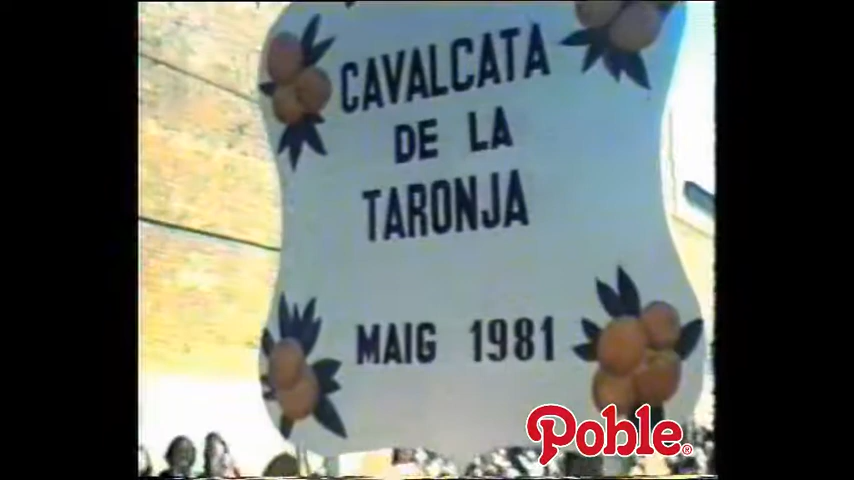 CAVALCATA
DE LA
TARONJA
MAIG 1981
Poble®